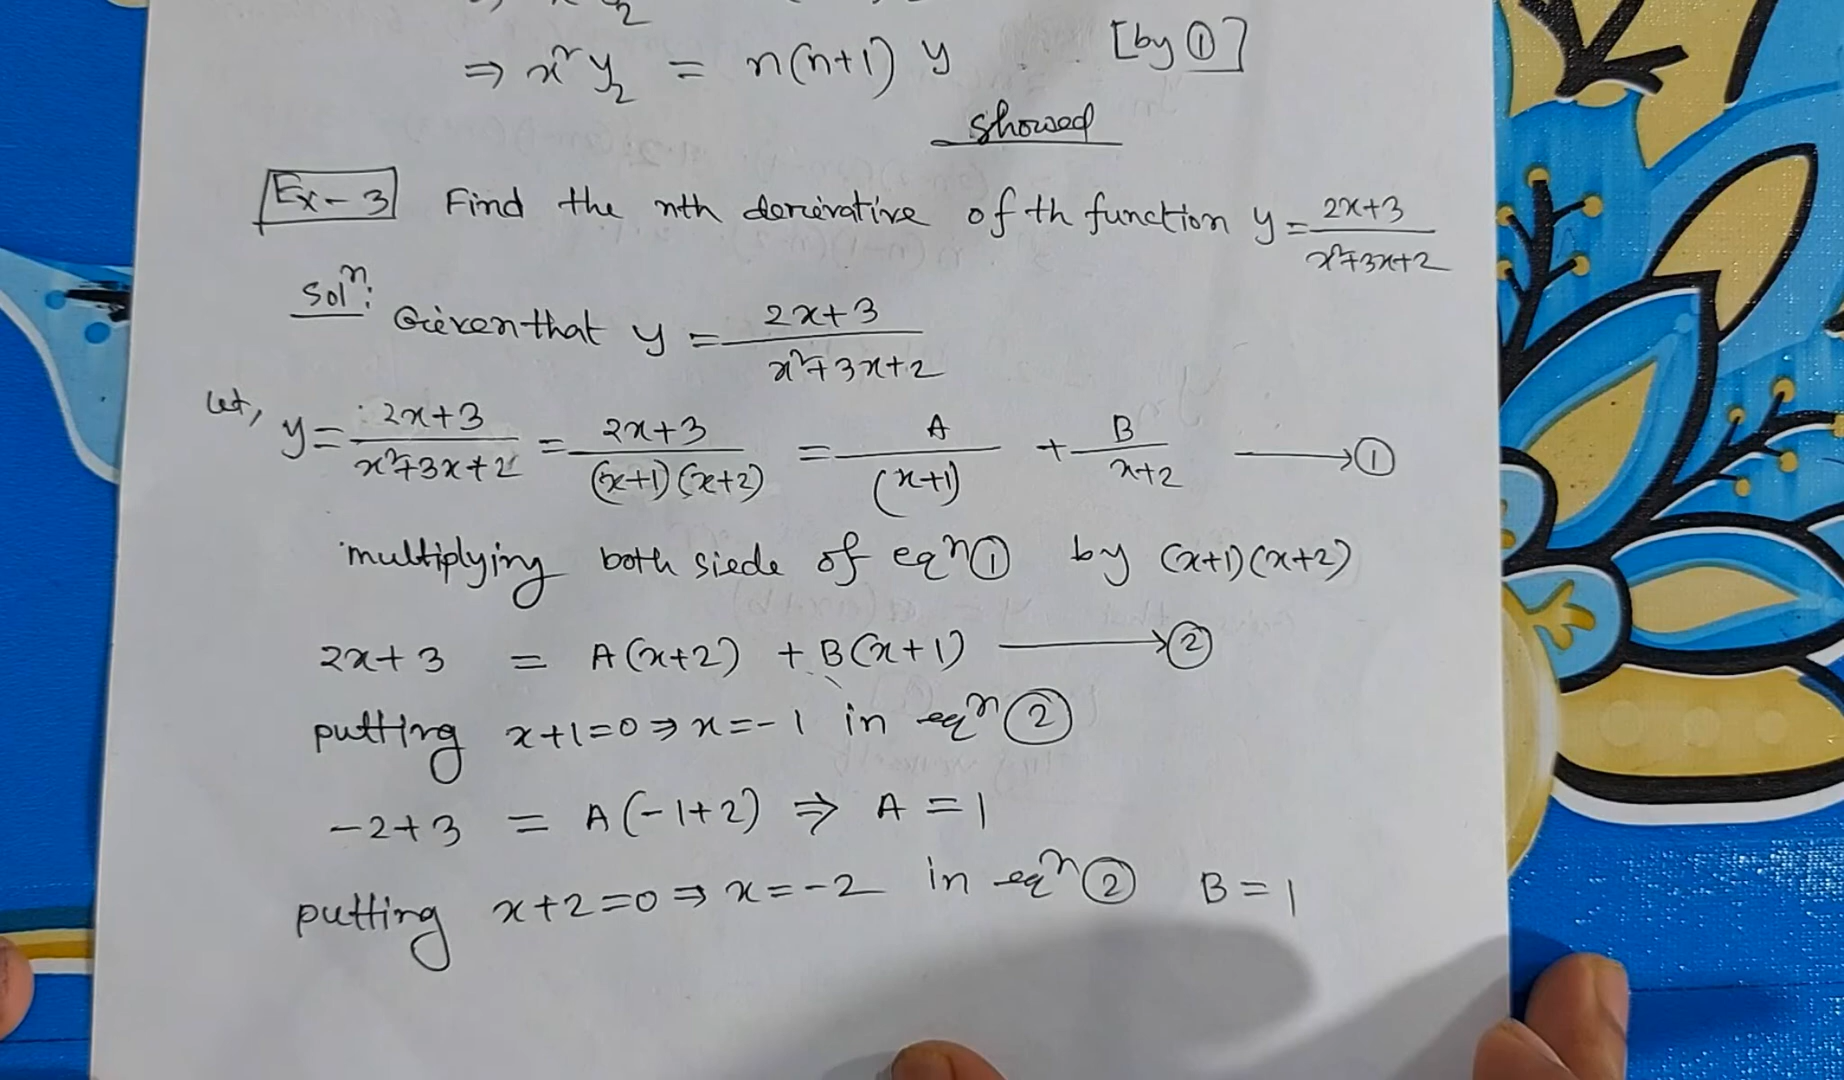 2
⇒ x² y₂ = n(n+1) y [by ①]
showed
Ex-3 Find the nth derivative of th function y = (2x+3)/(x²+3x+2)
Solⁿ: Given that y = (2x+3)/(x²+3x+2)
Let, y = (2x+3)/(x²+3x+2) = (2x+3)/((x+1)(x+2)) = A/(x+1) + B/(x+2) ⟶ ①
multiplying both siede of eqⁿ ① by (x+1)(x+2)
2x+3 = A(x+2) + B(x+1) ⟶ ②
putting x+1=0 ⇒ x=-1 in eqⁿ ②
-2+3 = A(-1+2) ⇒ A = 1
putting x+2=0 ⇒ x=-2 in eqⁿ ② B = 1